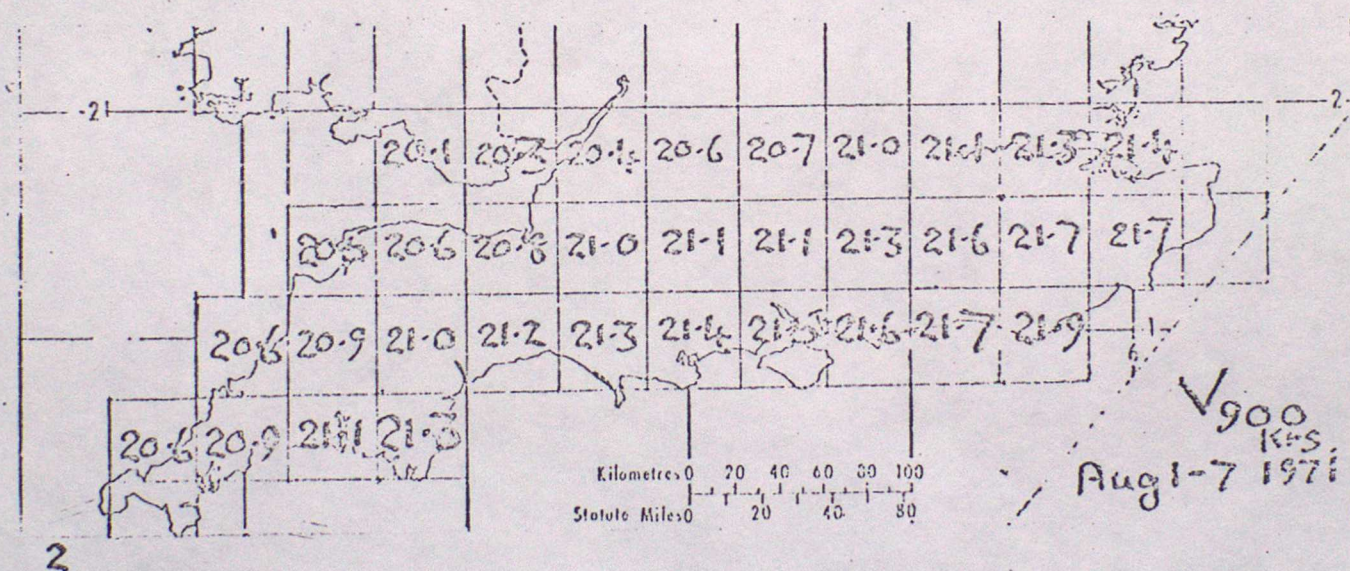 21 2
20.1 20.2 20.4 20.6 20.7 21.0 21.1 21.3 21.4
20.5 20.6 20.8 21.0 21.1 21.1 21.3 21.6 21.7 21.7
20.6 20.9 21.0 21.2 21.3 21.4 21.5 21.6 21.7 21.9
20.6 20.9 21.1 21.3
V900
Kts
Aug 1-7 1971
Kilometres 0 20 40 60 80 100
Statute Miles 0 20 40 80
2